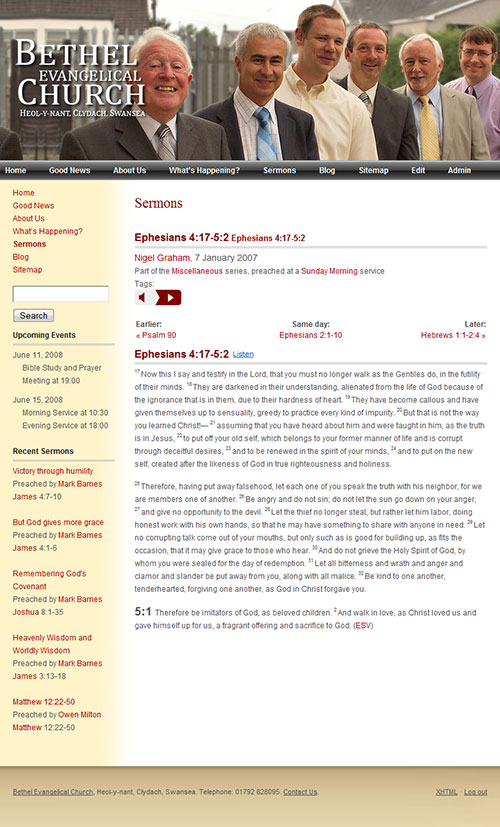 BETHEL
EVANGELICAL
CHURCH
HEOL-Y-NANT, CLYDACH, SWANSEA
Home Good News About Us What's Happening? Sermons Blog Sitemap Edit Admin
Home
Good News
About Us
What's Happening?
Sermons
Blog
Sitemap
Search
Upcoming Events
June 11, 2008
Bible Study and Prayer
Meeting at 19:00
June 15, 2008
Morning Service at 10:30
Evening Service at 18:00
Recent Sermons
Victory through humility
Preached by Mark Barnes
James 4:7-10
But God gives more grace
Preached by Mark Barnes
James 4:1-6
Remembering God's
Covenant
Preached by Mark Barnes
Joshua 8:1-35
Heavenly Wisdom and
Worldly Wisdom
Preached by Mark Barnes
James 3:13-18
Matthew 12:22-50
Preached by Owen Milton
Matthew 12:22-50
Sermons
Ephesians 4:17-5:2 Ephesians 4:17-5:2
Nigel Graham, 7 January 2007
Part of the Miscellaneous series, preached at a Sunday Morning service
Tags:
Earlier: Same day: Later:
« Psalm 90 Ephesians 2:1-10 Hebrews 1:1-2:4 »
Ephesians 4:17-5:2 Listen
17 Now this I say and testify in the Lord, that you must no longer walk as the Gentiles do, in the futility
of their minds. 18 They are darkened in their understanding, alienated from the life of God because of
the ignorance that is in them, due to their hardness of heart. 19 They have become callous and have
given themselves up to sensuality, greedy to practice every kind of impurity. 20 But that is not the way
you learned Christ!— 21 assuming that you have heard about him and were taught in him, as the truth
is in Jesus, 22 to put off your old self, which belongs to your former manner of life and is corrupt
through deceitful desires, 23 and to be renewed in the spirit of your minds, 24 and to put on the new
self, created after the likeness of God in true righteousness and holiness.
25 Therefore, having put away falsehood, let each one of you speak the truth with his neighbor, for we
are members one of another. 26 Be angry and do not sin; do not let the sun go down on your anger,
27 and give no opportunity to the devil. 28 Let the thief no longer steal, but rather let him labor, doing
honest work with his own hands, so that he may have something to share with anyone in need. 29 Let
no corrupting talk come out of your mouths, but only such as is good for building up, as fits the
occasion, that it may give grace to those who hear. 30 And do not grieve the Holy Spirit of God, by
whom you were sealed for the day of redemption. 31 Let all bitterness and wrath and anger and
clamor and slander be put away from you, along with all malice. 32 Be kind to one another,
tenderhearted, forgiving one another, as God in Christ forgave you.
5:1 Therefore be imitators of God, as beloved children. 2 And walk in love, as Christ loved us and
gave himself up for us, a fragrant offering and sacrifice to God. (ESV)
Bethel Evangelical Church, Heol-y-nant, Clydach, Swansea. Telephone: 01792 828095. Contact Us. XHTML · Log out